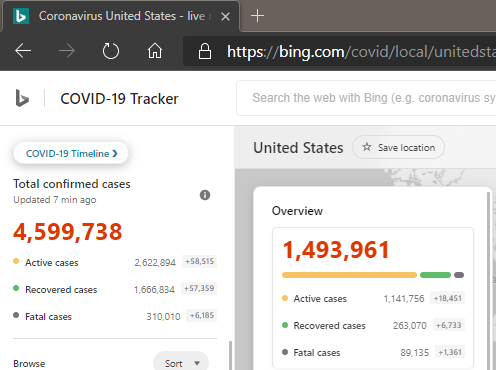 Coronavirus United States - live
https://bing.com/covid/local/unitedsta
COVID-19 Tracker
Search the web with Bing (e.g. coronavirus sy
COVID-19 Timeline
Total confirmed cases
Updated 7 min ago
4,599,738
Active cases 2,622,894 +58,515
Recovered cases 1,666,834 +57,359
Fatal cases 310,010 +6,185
Browse Sort
United States Save location
Overview
1,493,961
Active cases 1,141,756 +18,451
Recovered cases 263,070 +6,733
Fatal cases 89,135 +1,361